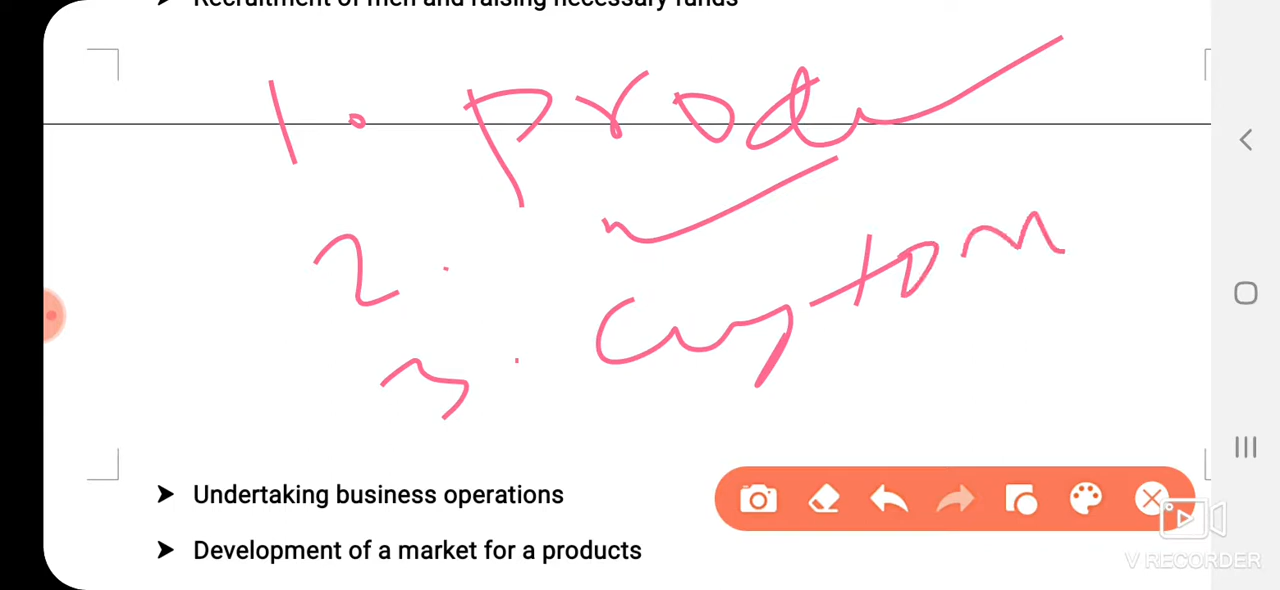 Recruitment of men and raising necessary funds
1. produ
2.
3. Custom
Undertaking business operations
Development of a market for a products
V RECORDER